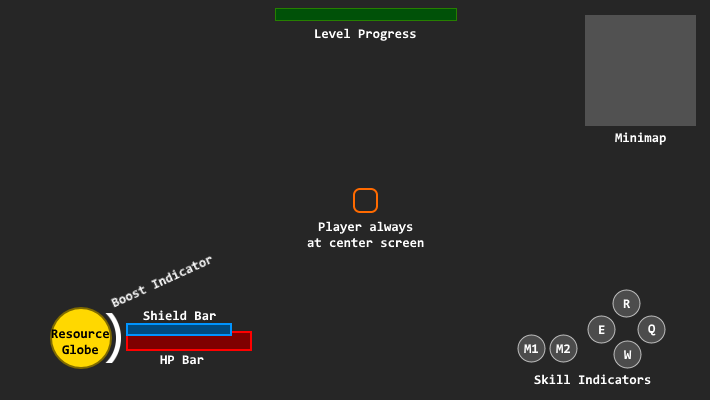 Level Progress
Minimap
Player always
at center screen
Boost Indicator
Shield Bar
Resource
Globe
HP Bar
R
E
Q
M1
M2
W
Skill Indicators